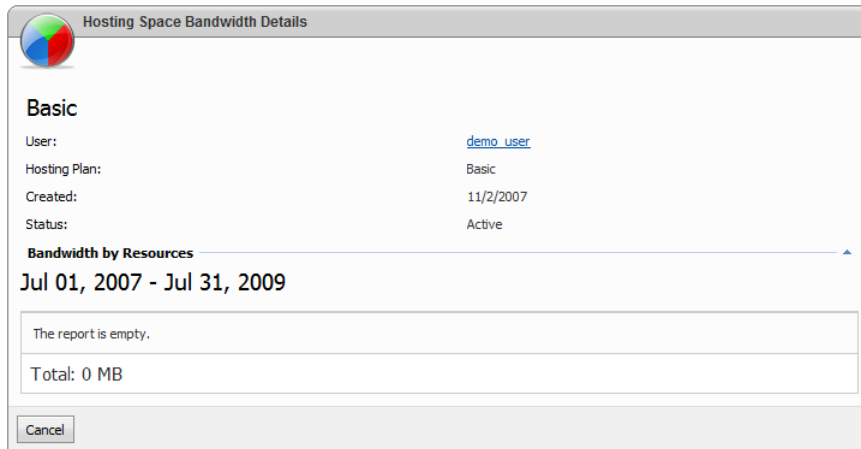 Hosting Space Bandwidth Details
Basic
User: demo_user
Hosting Plan: Basic
Created: 11/2/2007
Status: Active
Bandwidth by Resources
Jul 01, 2007 - Jul 31, 2009
The report is empty.
Total: 0 MB
Cancel